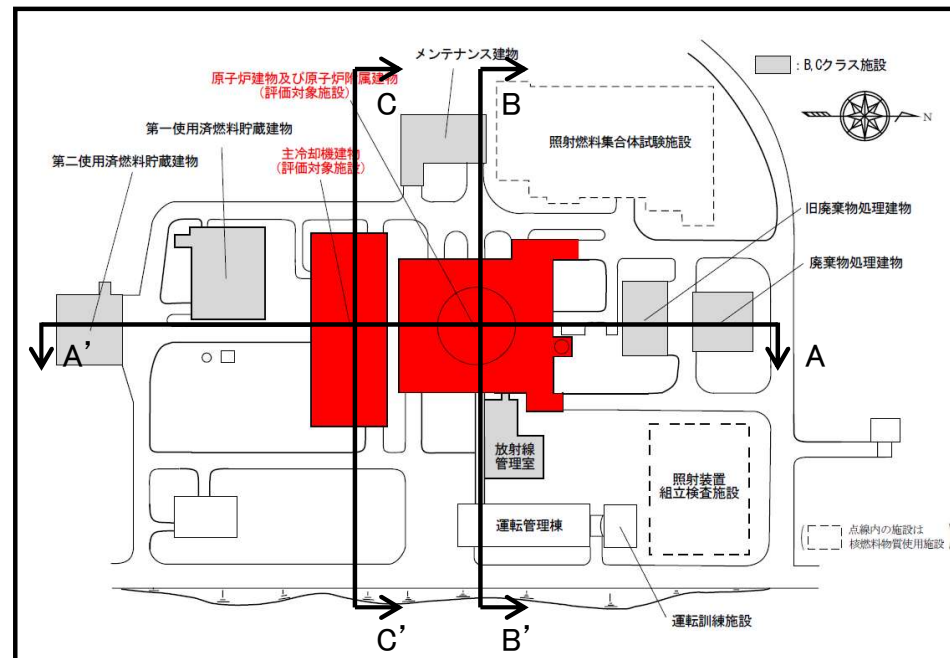 メンテナンス建物
: B,Cクラス施設
原子炉建物及び原子炉附属建物
(評価対象施設)
C
B
N
第一使用済燃料貯蔵建物
照射燃料集合体試験施設
第二使用済燃料貯蔵建物
主冷却機建物
(評価対象施設)
旧廃棄物処理建物
廃棄物処理建物
A’
A
放射線
管理室
照射装置
組立検査施設
運転管理棟
点線内の施設は
核燃料物質使用施設
運転訓練施設
C’
B’